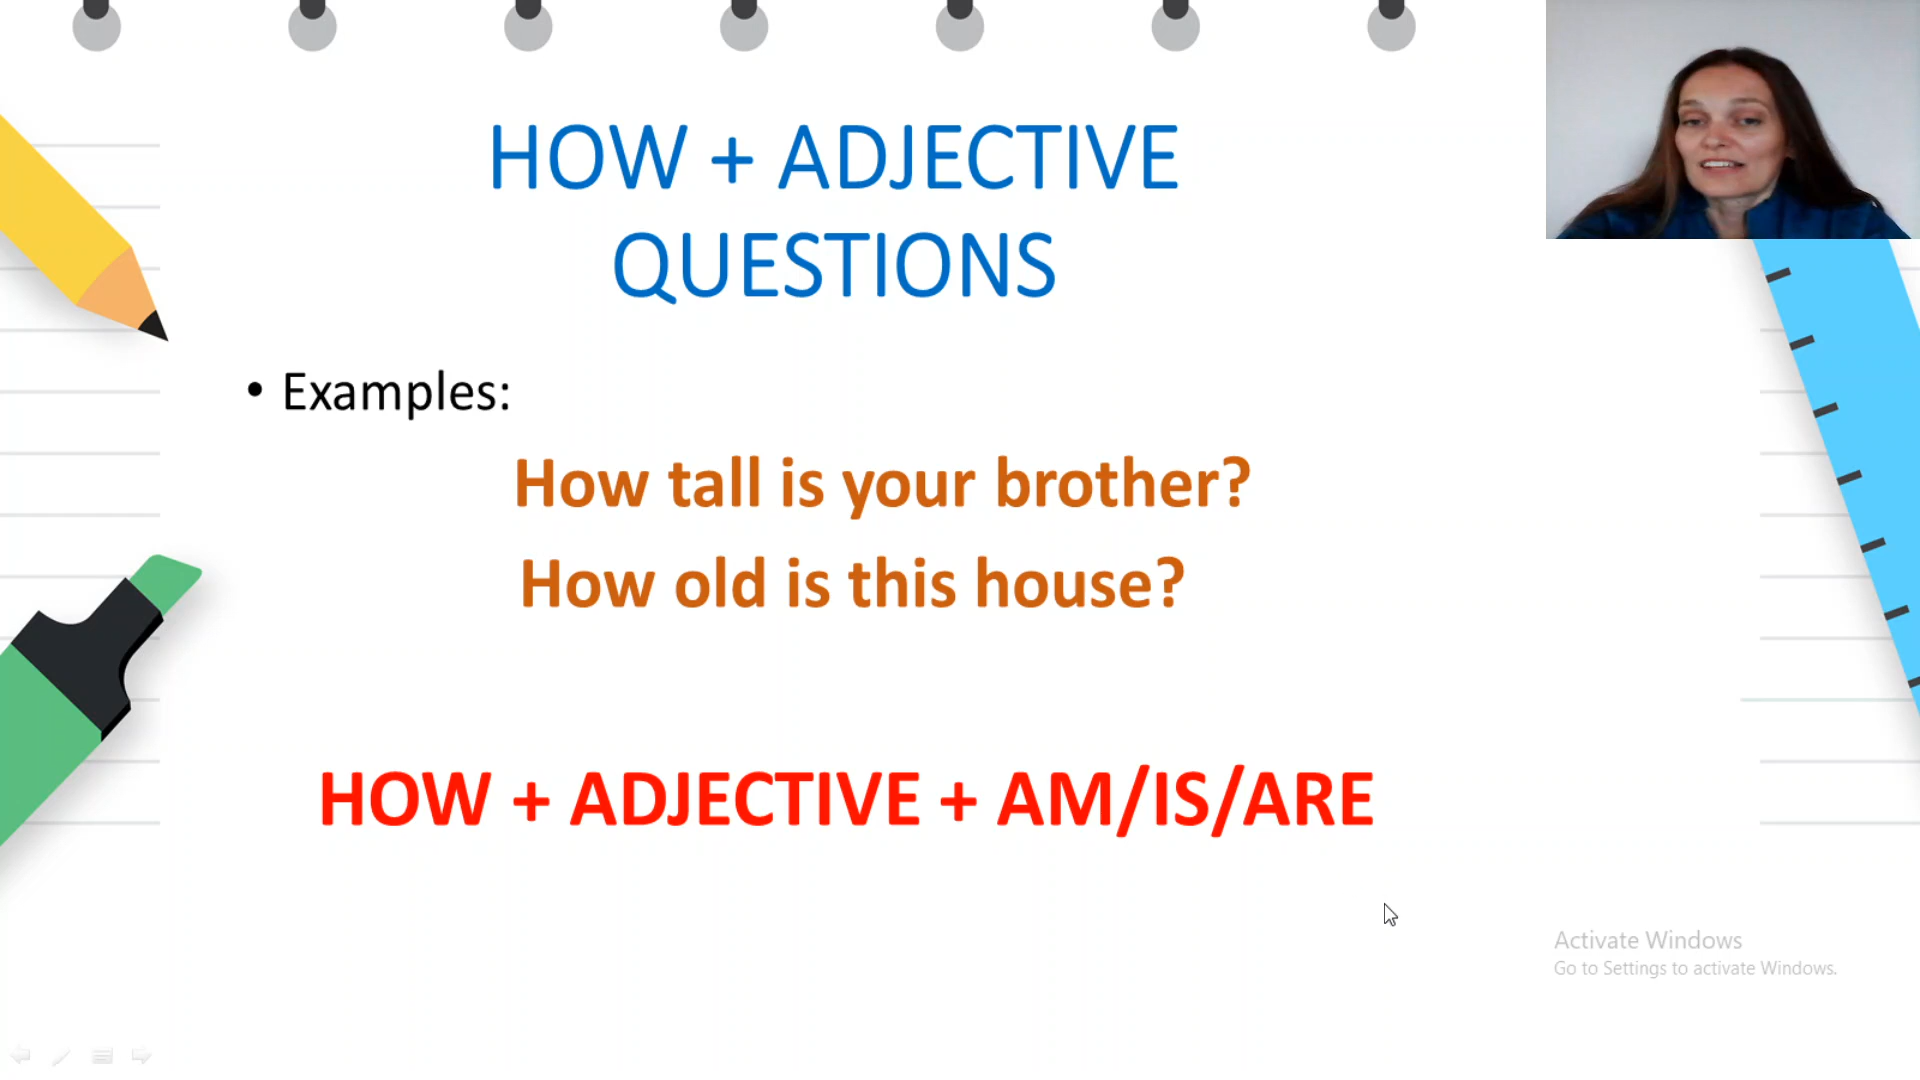 HOW + ADJECTIVE
QUESTIONS
• Examples:
How tall is your brother?
How old is this house?
HOW + ADJECTIVE + AM/IS/ARE
Activate Windows
Go to Settings to activate Windows.